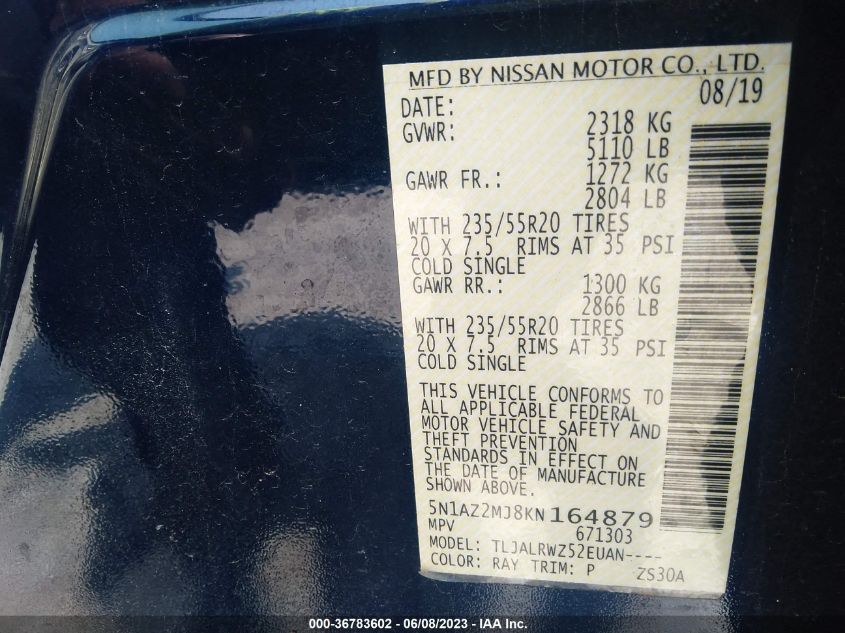 MFD BY NISSAN MOTOR CO., LTD.
DATE: 08/19
GVWR: 2318 KG
5110 LB
GAWR FR.: 1272 KG
2804 LB
WITH 235/55R20 TIRES
20 X 7.5 RIMS AT 35 PSI
COLD SINGLE
GAWR RR.: 1300 KG
2866 LB
WITH 235/55R20 TIRES
20 X 7.5 RIMS AT 35 PSI
COLD SINGLE
THIS VEHICLE CONFORMS TO
ALL APPLICABLE FEDERAL
MOTOR VEHICLE SAFETY AND
THEFT PREVENTION
STANDARDS IN EFFECT ON
THE DATE OF MANUFACTURE
SHOWN ABOVE.
5N1AZ2MJ8KN164879
MPV 671303
MODEL: TLJALRWZ52EUAN----
COLOR: RAY TRIM: P ZS30A
000-36783602 - 06/08/2023 - IAA Inc.